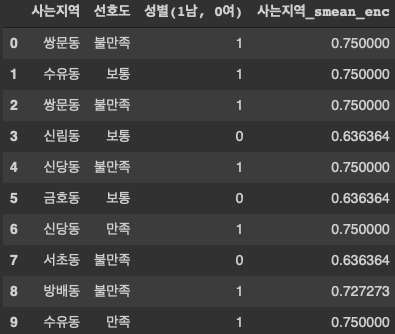 사는지역 선호도 성별(1남, 0여) 사는지역_smean_enc
0 쌍문동 불만족 1 0.750000
1 수유동 보통 1 0.750000
2 쌍문동 불만족 1 0.750000
3 신림동 보통 0 0.636364
4 신당동 불만족 1 0.750000
5 금호동 보통 0 0.636364
6 신당동 만족 1 0.750000
7 서초동 불만족 0 0.636364
8 방배동 불만족 1 0.727273
9 수유동 만족 1 0.750000